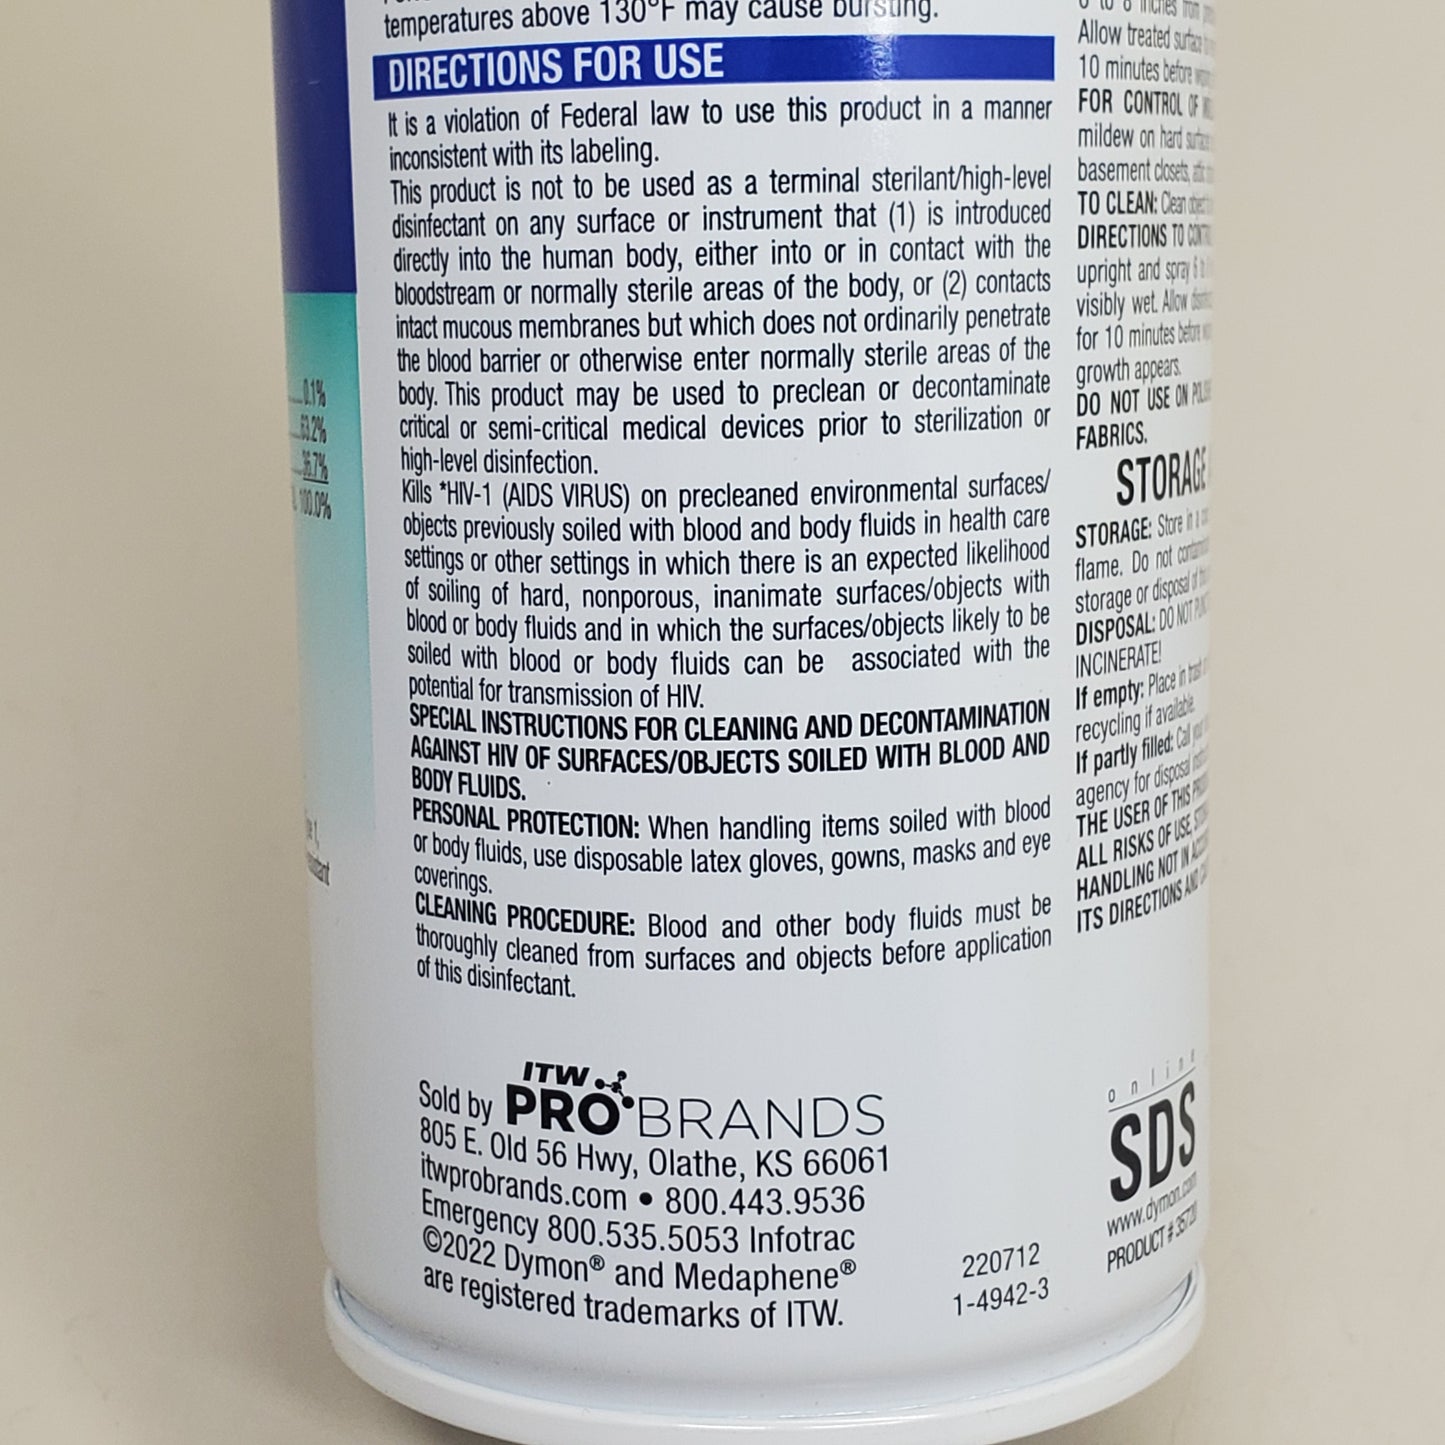 temperatures above 130°F may cause bursting.
DIRECTIONS FOR USE
It is a violation of Federal law to use this product in a manner
inconsistent with its labeling.
This product is not to be used as a terminal sterilant/high-level
disinfectant on any surface or instrument that (1) is introduced
directly into the human body, either into or in contact with the
bloodstream or normally sterile areas of the body, or (2) contacts
intact mucous membranes but which does not ordinarily penetrate
the blood barrier or otherwise enter normally sterile areas of the
body. This product may be used to preclean or decontaminate
critical or semi-critical medical devices prior to sterilization or
high-level disinfection.
Kills *HIV-1 (AIDS VIRUS) on precleaned environmental surfaces/
objects previously soiled with blood and body fluids in health care
settings or other settings in which there is an expected likelihood
of soiling of hard, nonporous, inanimate surfaces/objects with
blood or body fluids and in which the surfaces/objects likely to be
soiled with blood or body fluids can be associated with the
potential for transmission of HIV.
SPECIAL INSTRUCTIONS FOR CLEANING AND DECONTAMINATION
AGAINST HIV OF SURFACES/OBJECTS SOILED WITH BLOOD AND
BODY FLUIDS.
PERSONAL PROTECTION: When handling items soiled with blood
or body fluids, use disposable latex gloves, gowns, masks and eye
coverings.
CLEANING PROCEDURE: Blood and other body fluids must be
thoroughly cleaned from surfaces and objects before application
of this disinfectant.
Sold by ITW PRO BRANDS
805 E. Old 56 Hwy, Olathe, KS 66061
itwprobrands.com • 800.443.9536
Emergency 800.535.5053 Infotrac
©2022 Dymon® and Medaphene®
are registered trademarks of ITW.
220712
1-4942-3
0.1%
63.2%
36.7%
100.0%
6 to 8 inches from
Allow treated surface
10 minutes before
FOR CONTROL OF
mildew on hard
basement closets,
TO CLEAN: Clean
DIRECTIONS TO
upright and spray 6
visibly wet. Allow
for 10 minutes before
growth appears.
DO NOT USE ON
FABRICS.
STORAGE
STORAGE: Store in a
flame. Do not
storage or disposal of
DISPOSAL: DO NOT
INCINERATE!
If empty: Place in trash
recycling if available.
If partly filled: Call your
agency for disposal
THE USER OF THIS
ALL RISKS OF USE,
HANDLING NOT IN
ITS DIRECTIONS AND
online
SDS
www.dymon.com
PRODUCT #